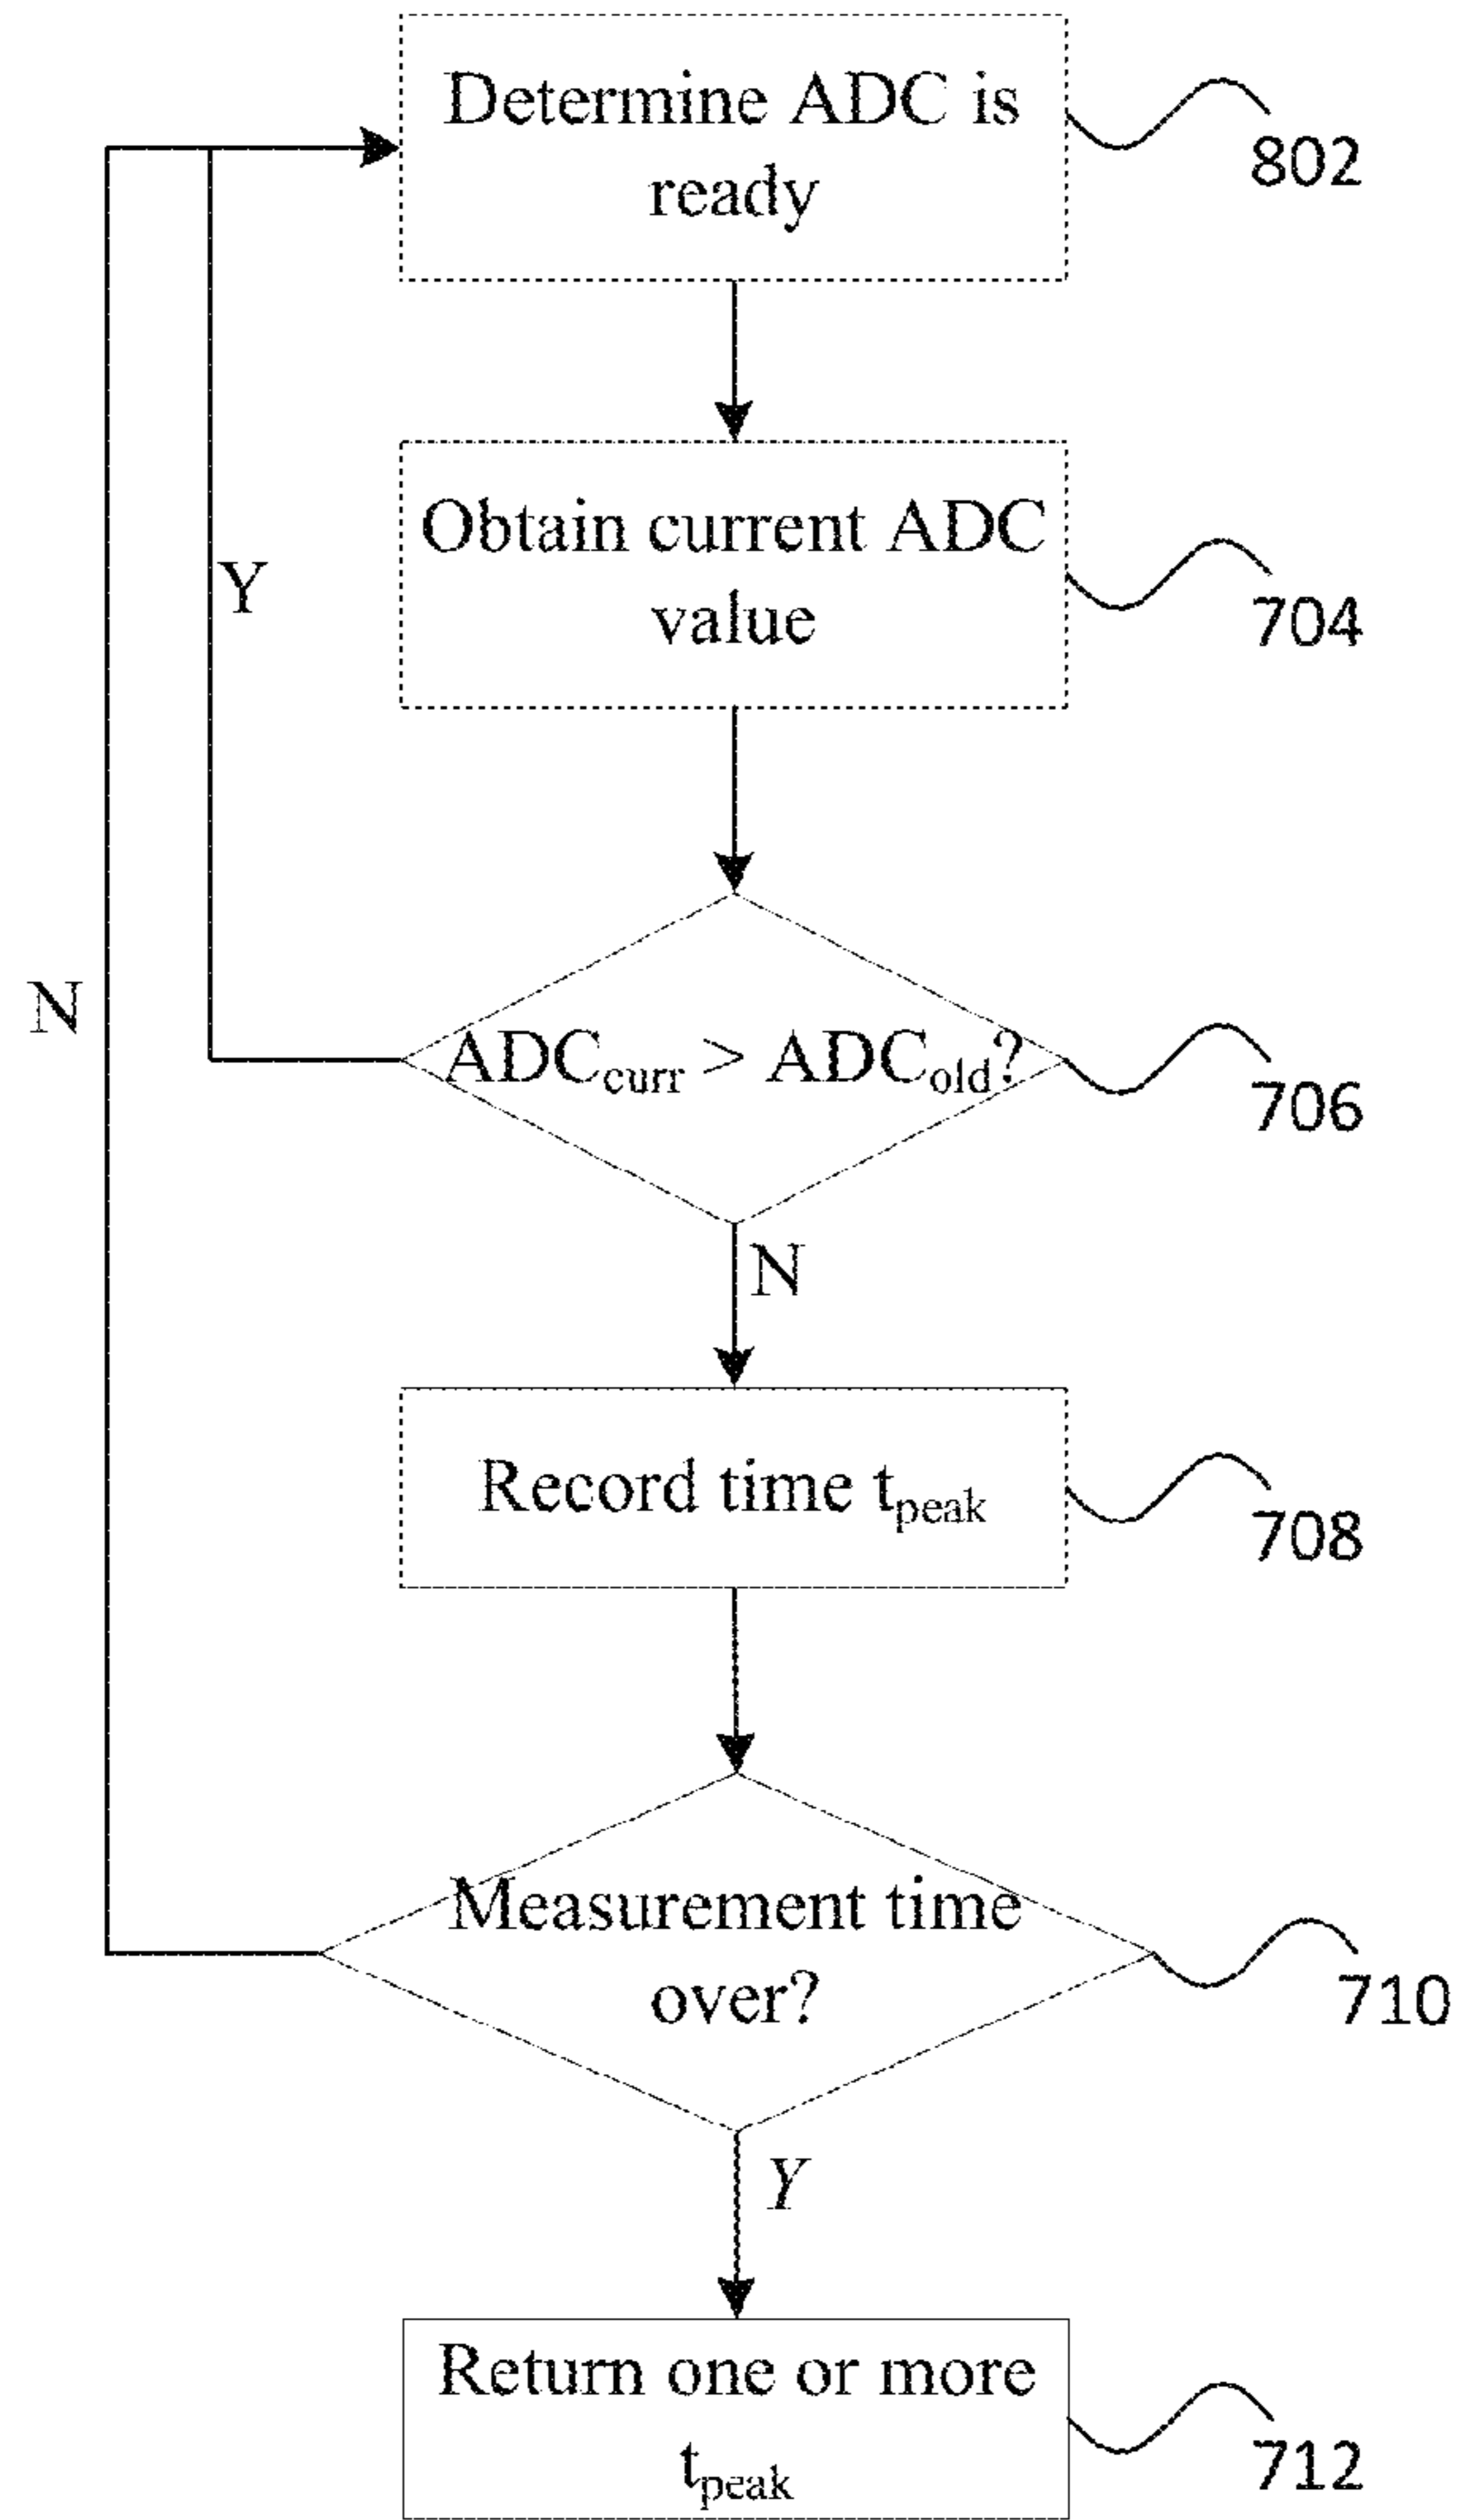 Determine ADC is
ready
802
Obtain current ADC
value
704
Y
N
ADCcurr > ADCold?
706
N
Record time tpeak
708
Measurement time
over?
710
Y
Return one or more
tpeak
712